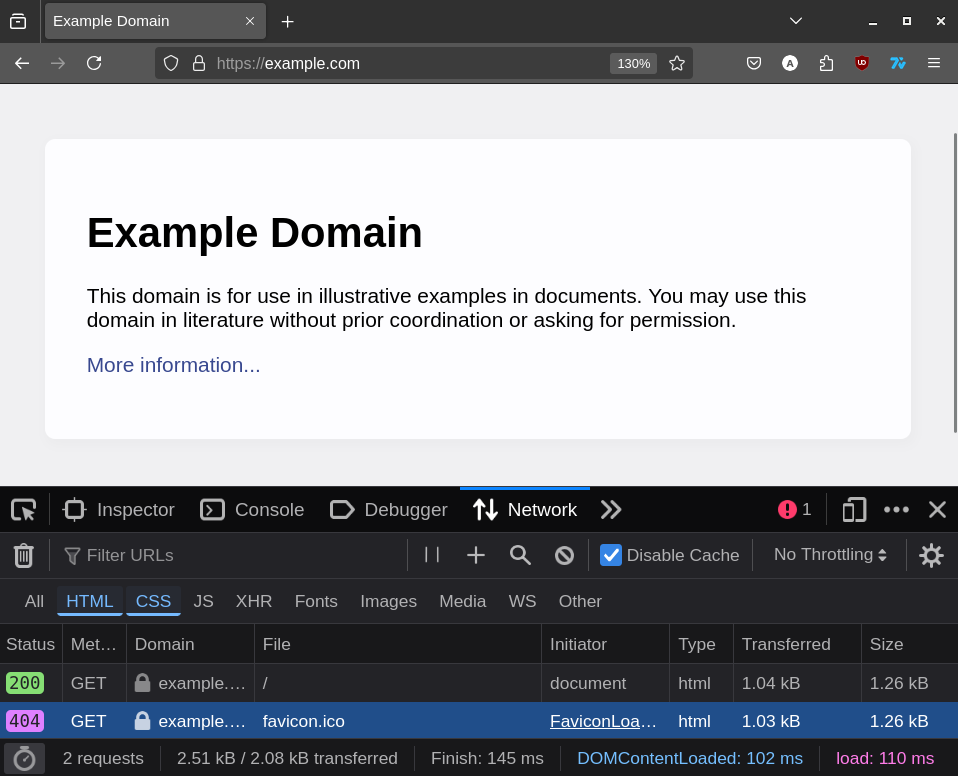 Example Domain
https://example.com
130%
A
UD
7
Example Domain
This domain is for use in illustrative examples in documents. You may use this
domain in literature without prior coordination or asking for permission.
More information...
Inspector Console Debugger Network 1
Filter URLs Disable Cache No Throttling
All HTML CSS JS XHR Fonts Images Media WS Other
Status Met… Domain File Initiator Type Transferred Size
200 GET example.… / document html 1.04 kB 1.26 kB
404 GET example.… favicon.ico FaviconLoa… html 1.03 kB 1.26 kB
2 requests 2.51 kB / 2.08 kB transferred Finish: 145 ms DOMContentLoaded: 102 ms load: 110 ms